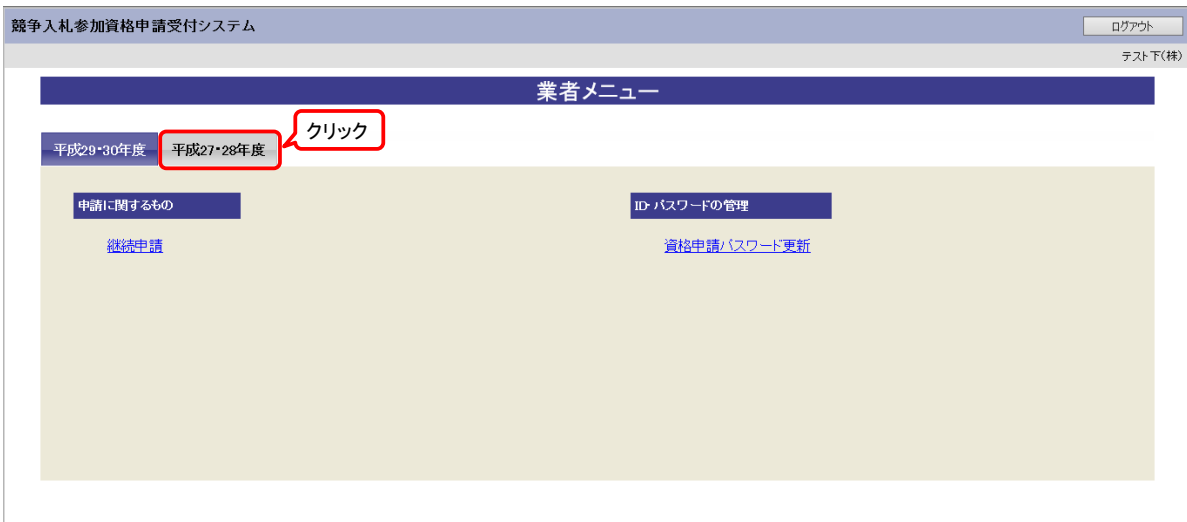 競争入札参加資格申請受付システム
ログアウト
テスト下(株)
業者メニュー
クリック
平成29・30年度 平成27・28年度
申請に関するもの
ID・パスワードの管理
継続申請
資格申請パスワード更新